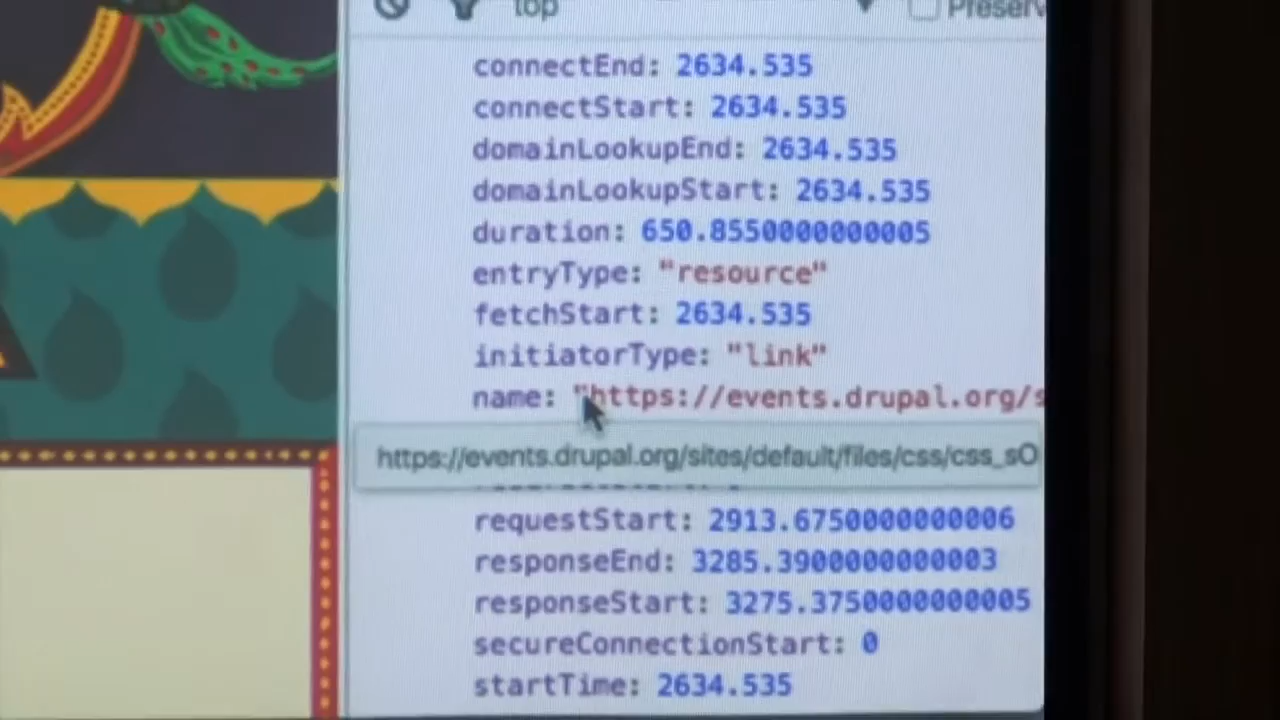 top Preserv
connectEnd: 2634.535
connectStart: 2634.535
domainLookupEnd: 2634.535
domainLookupStart: 2634.535
duration: 650.8550000000005
entryType: "resource"
fetchStart: 2634.535
initiatorType: "link"
name: "https://events.drupal.org/s
https://events.drupal.org/sites/default/files/css/css_sO
requestStart: 2913.6750000000006
responseEnd: 3285.3900000000003
responseStart: 3275.3750000000005
secureConnectionStart: 0
startTime: 2634.535